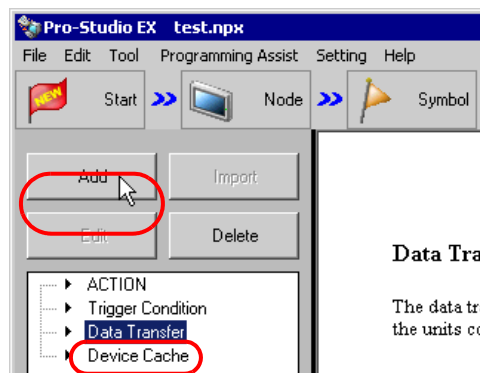 Pro-Studio EX test.npx
File Edit Tool Programming Assist Setting Help
NEW Start Node Symbol
Add Import
Edit Delete
ACTION
Trigger Condition
Data Transfer
Device Cache
Data Tra
The data tr
the units co